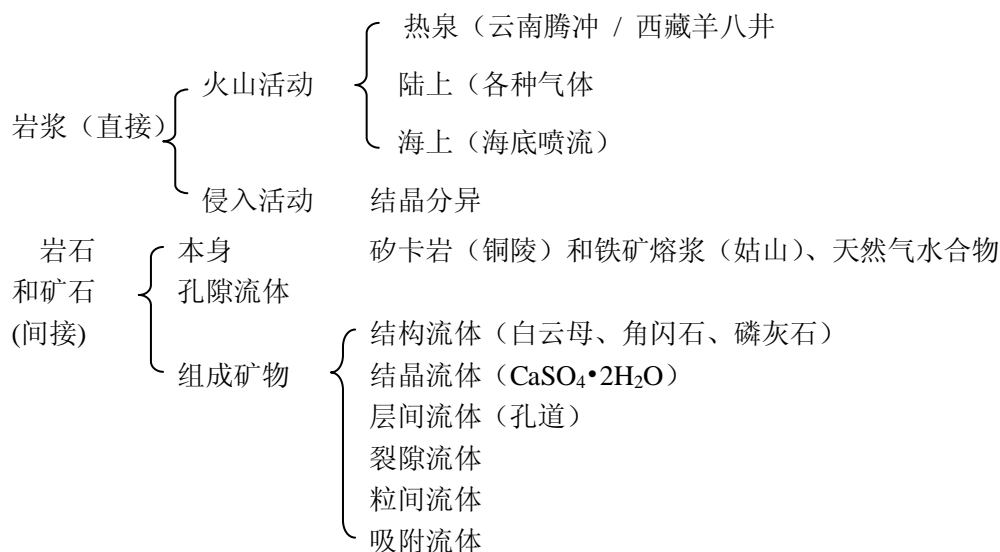 热泉（云南腾冲 / 西藏羊八井
火山活动 陆上（各种气体
岩浆（直接） 海上（海底喷流）
侵入活动 结晶分异
岩石 本身 矽卡岩（铜陵）和铁矿熔浆（姑山）、天然气水合物
和矿石 孔隙流体
(间接) 结构流体（白云母、角闪石、磷灰石）
组成矿物 结晶流体（CaSO₄•2H₂O）
层间流体（孔道）
裂隙流体
粒间流体
吸附流体